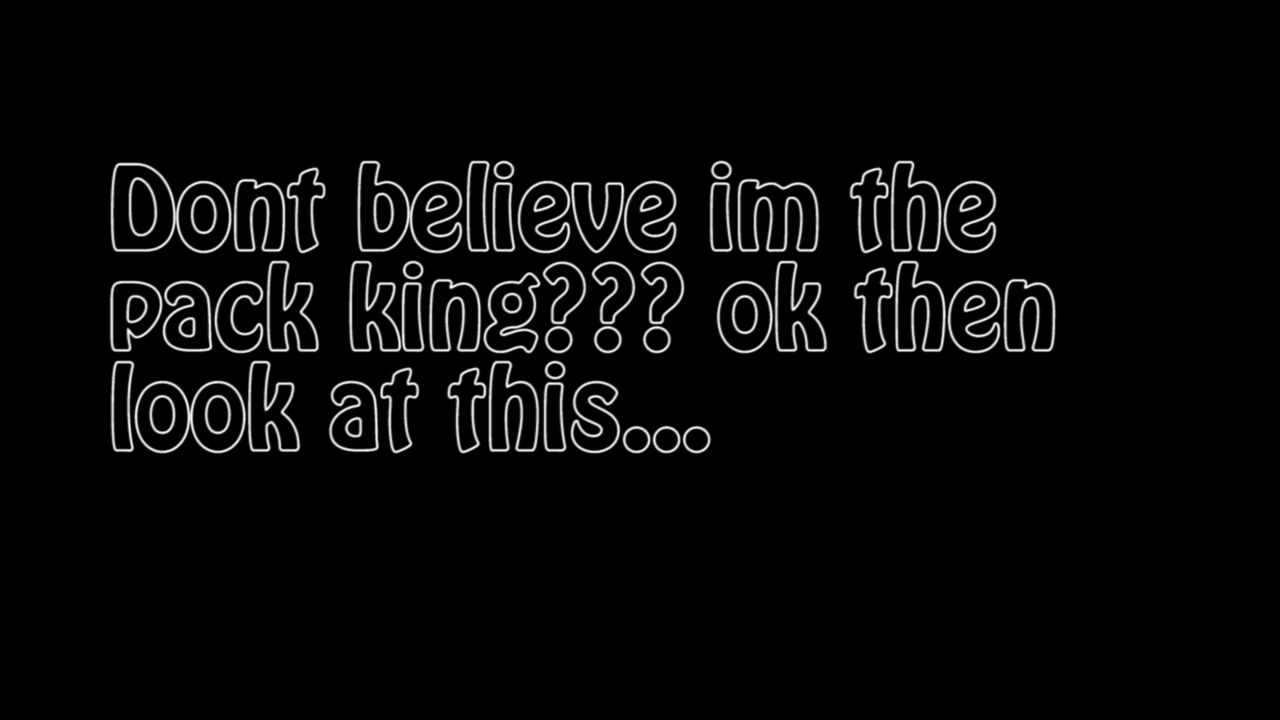 Dont believe im the
pack king??? ok then
look at this...